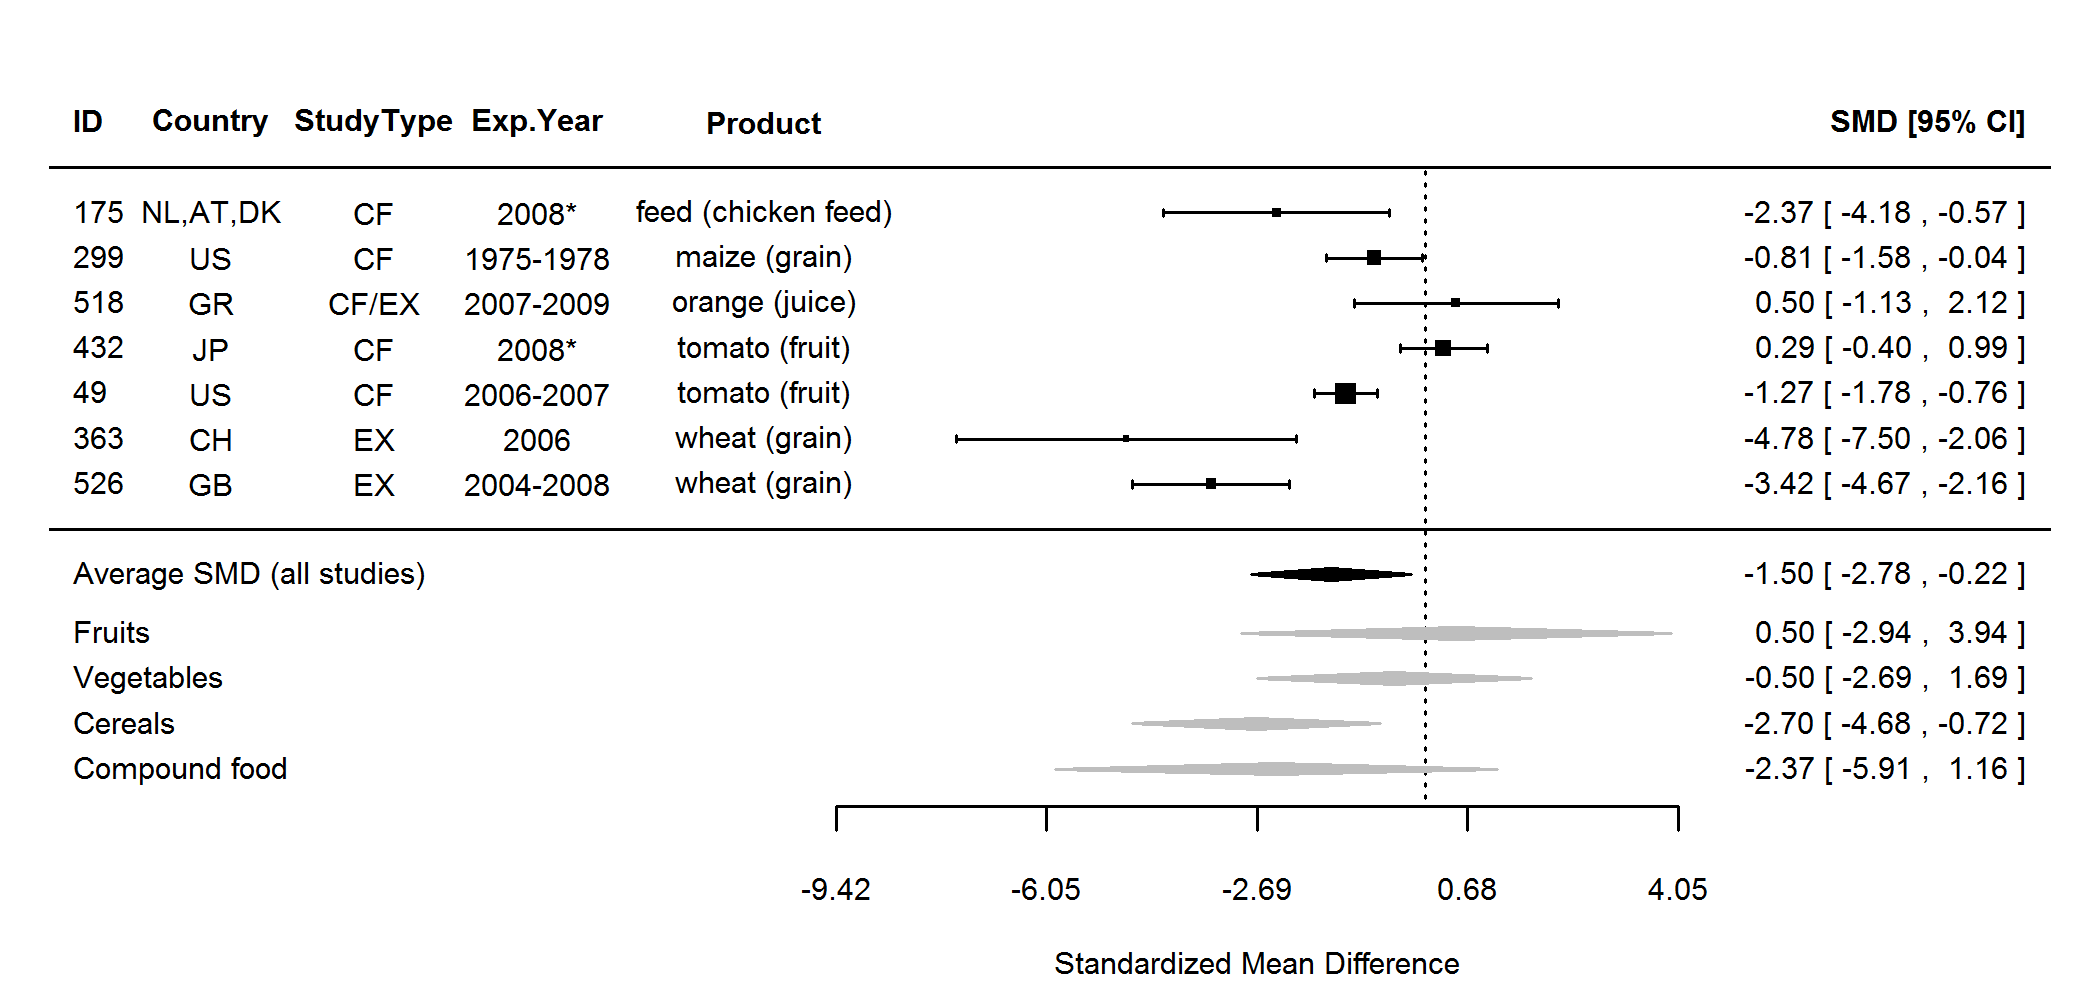 ID Country StudyType Exp.Year Product SMD [95% CI]
175 NL,AT,DK CF 2008* feed (chicken feed) -2.37 [ -4.18 , -0.57 ]
299 US CF 1975-1978 maize (grain) -0.81 [ -1.58 , -0.04 ]
518 GR CF/EX 2007-2009 orange (juice) 0.50 [ -1.13 , 2.12 ]
432 JP CF 2008* tomato (fruit) 0.29 [ -0.40 , 0.99 ]
49 US CF 2006-2007 tomato (fruit) -1.27 [ -1.78 , -0.76 ]
363 CH EX 2006 wheat (grain) -4.78 [ -7.50 , -2.06 ]
526 GB EX 2004-2008 wheat (grain) -3.42 [ -4.67 , -2.16 ]
Average SMD (all studies) -1.50 [ -2.78 , -0.22 ]
Fruits 0.50 [ -2.94 , 3.94 ]
Vegetables -0.50 [ -2.69 , 1.69 ]
Cereals -2.70 [ -4.68 , -0.72 ]
Compound food -2.37 [ -5.91 , 1.16 ]
-9.42 -6.05 -2.69 0.68 4.05
Standardized Mean Difference